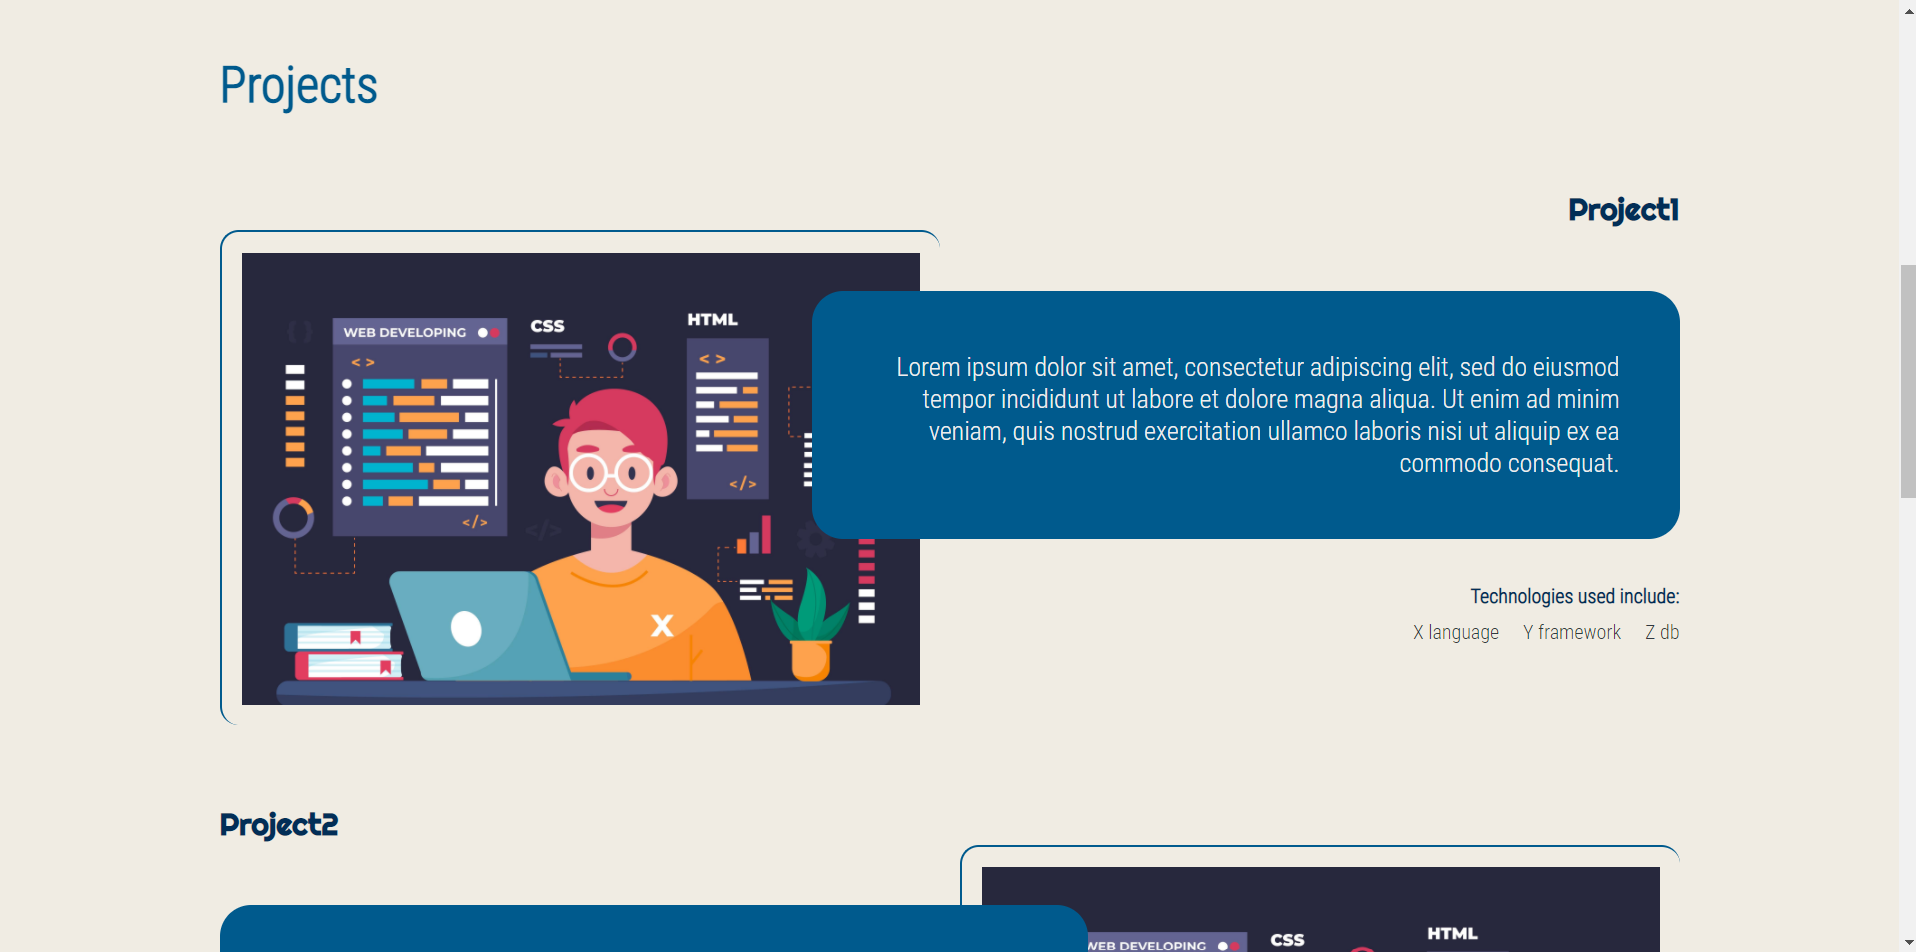 Projects
Project1
WEB DEVELOPING
CSS
HTML
< >
< >
</>
</>
</>
X
Lorem ipsum dolor sit amet, consectetur adipiscing elit, sed do eiusmod
tempor incididunt ut labore et dolore magna aliqua. Ut enim ad minim
veniam, quis nostrud exercitation ullamco laboris nisi ut aliquip ex ea
commodo consequat.
Technologies used include:
X language Y framework Z db
Project2
WEB DEVELOPING
CSS
HTML